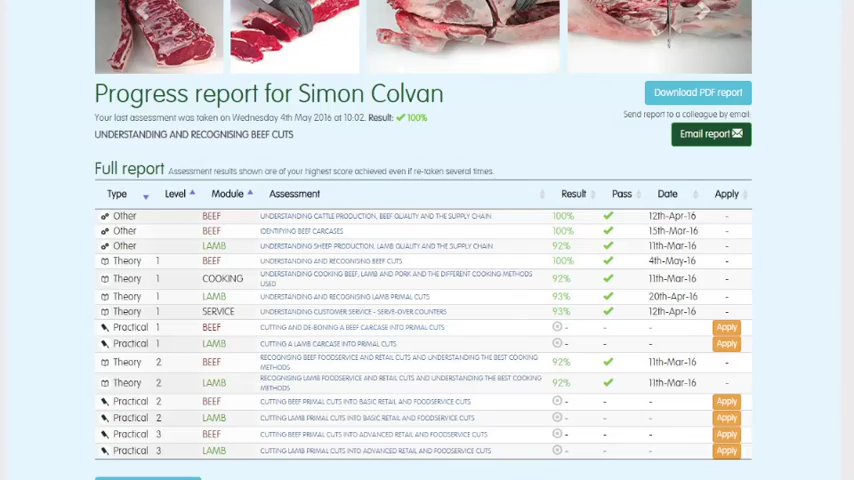 Progress report for Simon Colvan
Download PDF report
Your last assessment was taken on Wednesday 4th May 2016 at 10.02. Result: 100%
Send report to a colleague by email:
UNDERSTANDING AND RECOGNISING BEEF CUTS
Email report
Full report Assessment results shown are of your highest score achieved even if re-taken several times.
Type Level Module Assessment Result Pass Date Apply
Other BEEF UNDERSTANDING CATTLE PRODUCTION, BEEF QUALITY AND THE SUPPLY CHAIN 100% 12th-Apr-16 -
Other BEEF IDENTIFYING BEEF CARCASES 100% 15th-Mar-16 -
Other LAMB UNDERSTANDING SHEEP PRODUCTION, LAMB QUALITY AND THE SUPPLY CHAIN 92% 11th-Mar-16 -
Theory 1 BEEF UNDERSTANDING AND RECOGNISING BEEF CUTS 100% 4th-May-16 -
Theory 1 COOKING UNDERSTANDING COOKING BEEF, LAMB AND PORK AND THE DIFFERENT COOKING METHODS 92% 11th-Mar-16 -
USED
Theory 1 LAMB UNDERSTANDING AND RECOGNISING LAMB PRIMAL CUTS 93% 20th-Apr-16 -
Theory 1 SERVICE UNDERSTANDING CUSTOMER SERVICE - SERVE-OVER COUNTERS 93% 12th-Apr-16 -
Practical 1 BEEF CUTTING AND DE-BONING A BEEF CARCASE INTO PRIMAL CUTS - - - Apply
Practical 1 LAMB CUTTING A LAMB CARCASE INTO PRIMAL CUTS - - - Apply
Theory 2 BEEF RECOGNISING BEEF FOODSERVICE AND RETAIL CUTS AND UNDERSTANDING THE BEST COOKING 92% 11th-Mar-16 -
METHODS
Theory 2 LAMB RECOGNISING LAMB FOODSERVICE AND RETAIL CUTS AND UNDERSTANDING THE BEST COOKING 92% 11th-Mar-16 -
METHODS
Practical 2 BEEF CUTTING BEEF PRIMAL CUTS INTO BASIC RETAIL AND FOODSERVICE CUTS - - - Apply
Practical 2 LAMB CUTTING LAMB PRIMAL CUTS INTO BASIC RETAIL AND FOODSERVICE CUTS - - - Apply
Practical 3 BEEF CUTTING BEEF PRIMAL CUTS INTO ADVANCED RETAIL AND FOODSERVICE CUTS - - - Apply
Practical 3 LAMB CUTTING LAMB PRIMAL CUTS INTO ADVANCED RETAIL AND FOODSERVICE CUTS - - - Apply